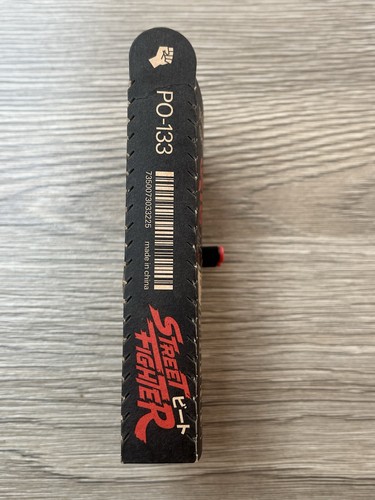 PO-133
7350073033225
made in china
STREET
FIGHTER
ビート